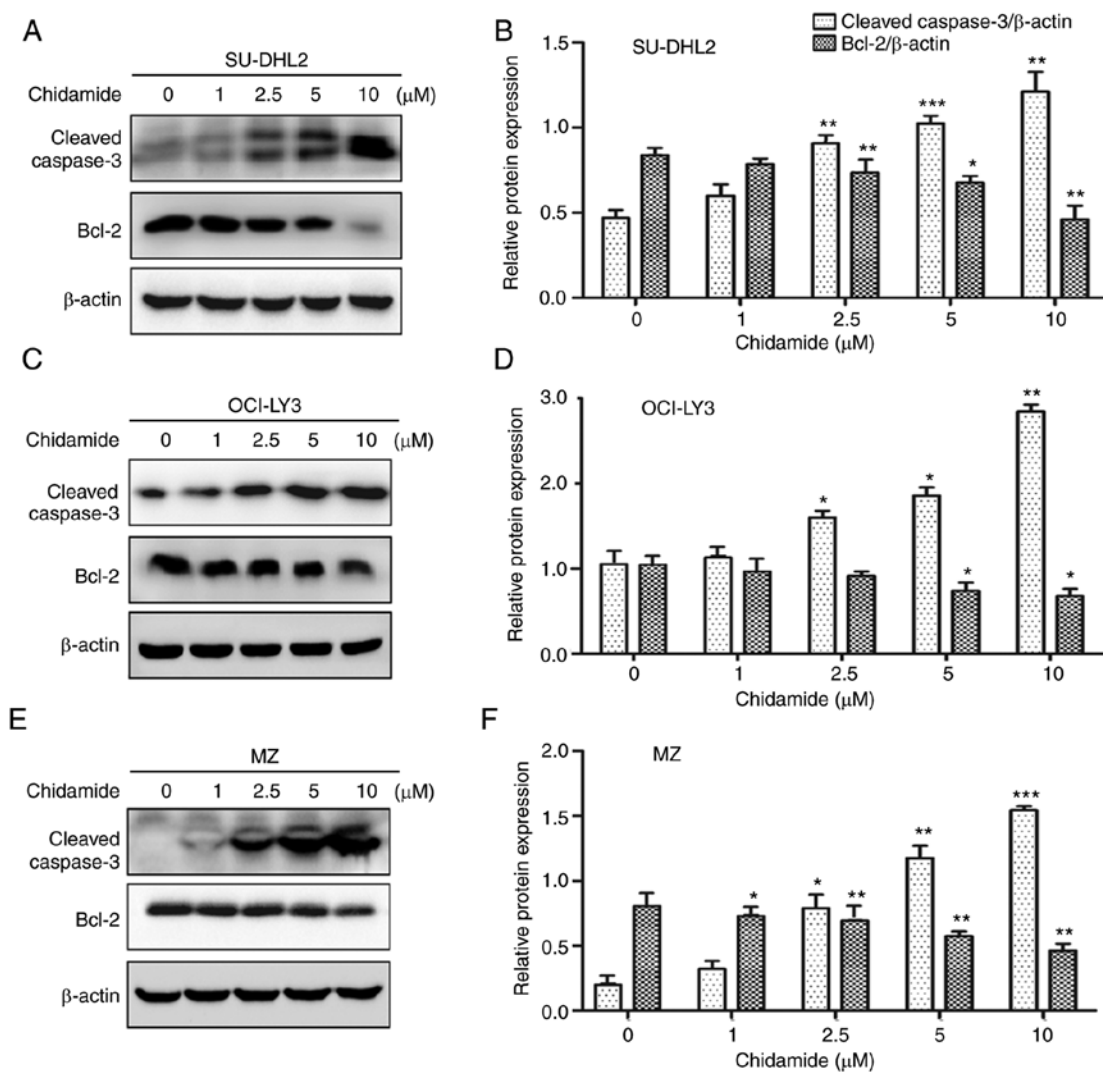 A
SU-DHL2
Chidamide 0 1 2.5 5 10 (μM)
Cleaved
caspase-3
Bcl-2
β-actin
B
Cleaved caspase-3/β-actin
Bcl-2/β-actin
SU-DHL2
Relative protein expression
1.5
1.0
0.5
0.0
** ** *** * ** **
0 1 2.5 5 10
Chidamide (μM)
C
OCI-LY3
Chidamide 0 1 2.5 5 10 (μM)
Cleaved
caspase-3
Bcl-2
β-actin
D
OCI-LY3
Relative protein expression
3.0
2.0
1.0
0.0
* * * ** *
0 1 2.5 5 10
Chidamide (μM)
E
MZ
Chidamide 0 1 2.5 5 10 (μM)
Cleaved
caspase-3
Bcl-2
β-actin
F
MZ
Relative protein expression
2.0
1.5
1.0
0.5
0.0
* * ** ** ** *** **
0 1 2.5 5 10
Chidamide (μM)